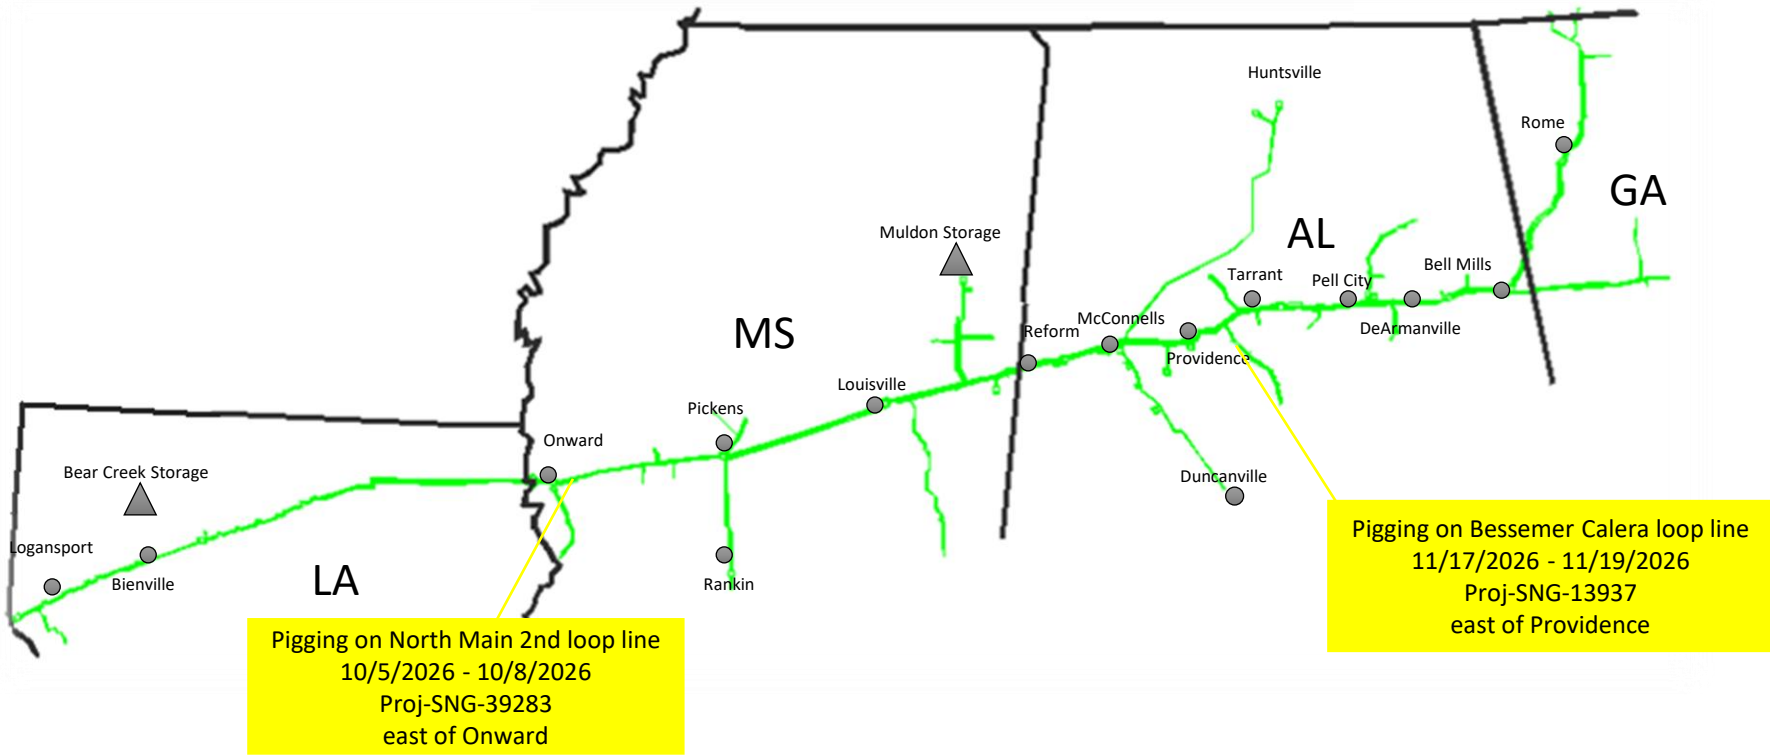 Huntsville
Rome
GA
Muldon Storage
AL
Tarrant
Pell City
Bell Mills
MS
Reform
McConnells
DeArmanville
Providence
Louisville
Pickens
Onward
Bear Creek Storage
Duncanville
Logansport
Bienville
LA
Rankin
Pigging on Bessemer Calera loop line
11/17/2026 - 11/19/2026
Proj-SNG-13937
east of Providence
Pigging on North Main 2nd loop line
10/5/2026 - 10/8/2026
Proj-SNG-39283
east of Onward